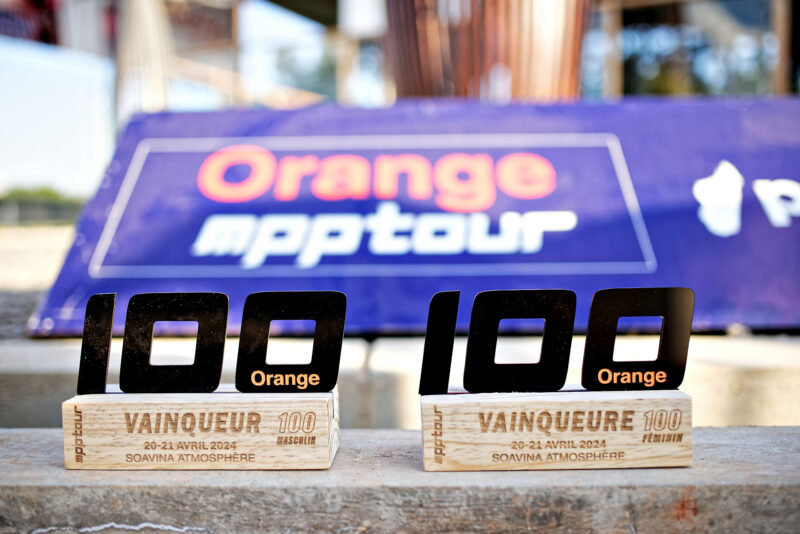 Orange
mpptour
p
100
Orange
mpptour
VAINQUEUR
100
MASCULIN
20-21 AVRIL 2024
SOAVINA ATMOSPHÈRE
100
Orange
mpptour
VAINQUEURE
100
FÉMININ
20-21 AVRIL 2024
SOAVINA ATMOSPHÈRE